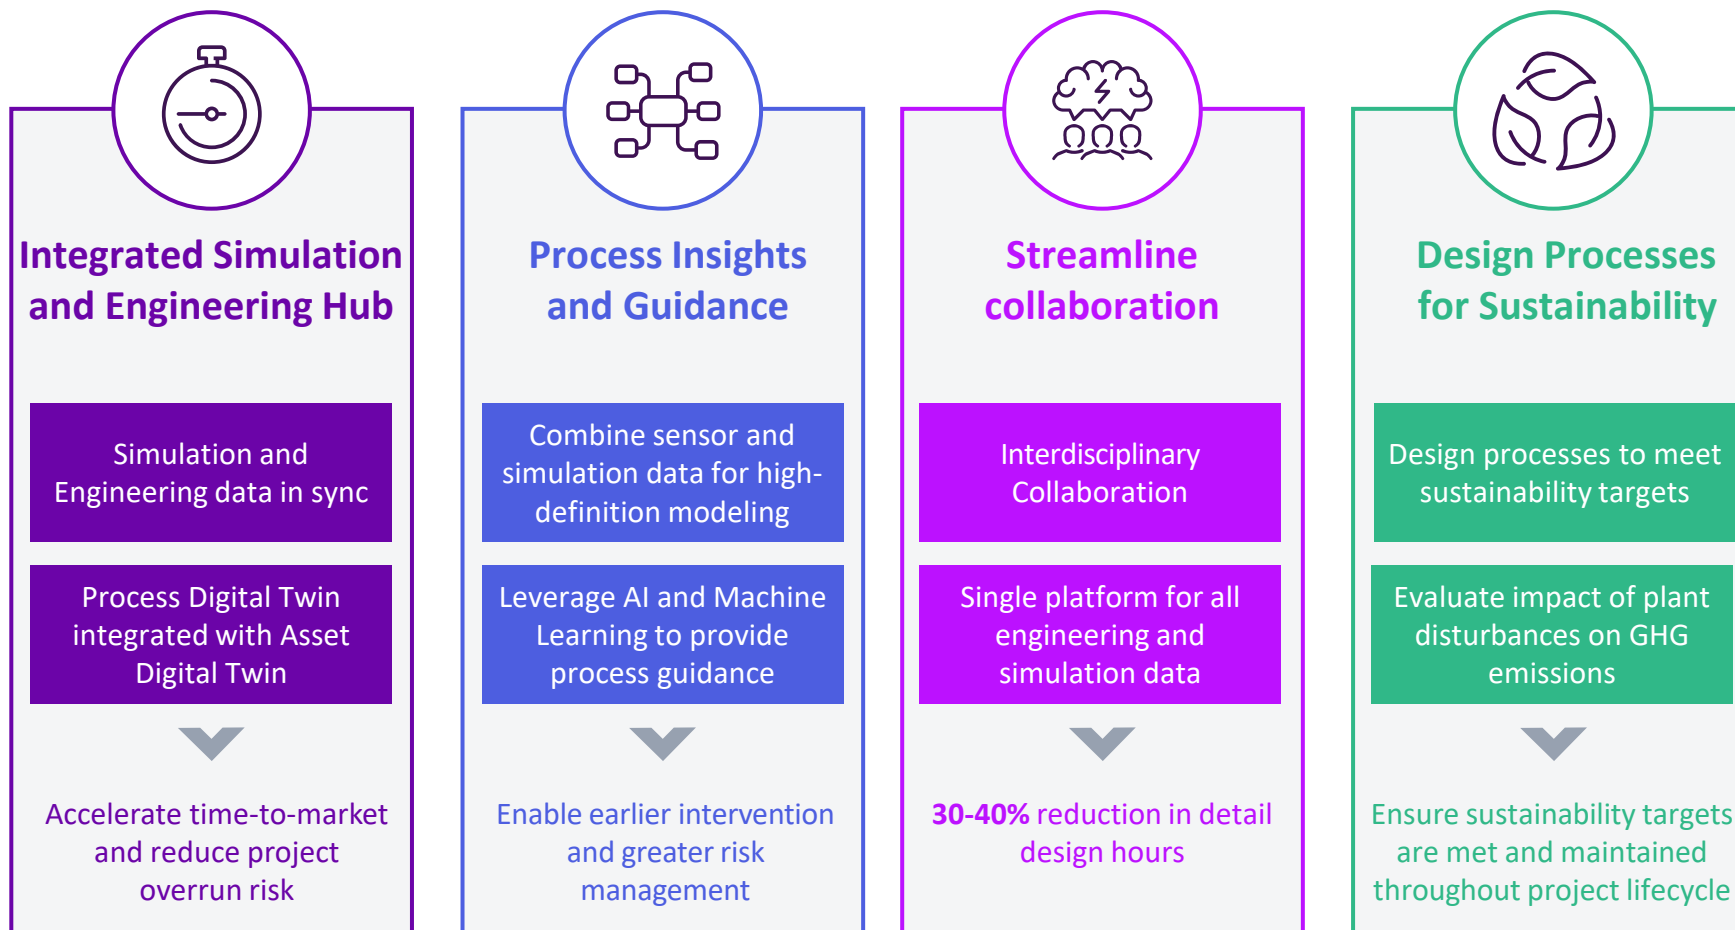 Integrated Simulation
and Engineering Hub
Simulation and
Engineering data in sync
Process Digital Twin
integrated with Asset
Digital Twin
Accelerate time-to-market
and reduce project
overrun risk
Process Insights
and Guidance
Combine sensor and
simulation data for high-
definition modeling
Leverage AI and Machine
Learning to provide
process guidance
Enable earlier intervention
and greater risk
management
Streamline
collaboration
Interdisciplinary
Collaboration
Single platform for all
engineering and
simulation data
30-40% reduction in detail
design hours
Design Processes
for Sustainability
Design processes to meet
sustainability targets
Evaluate impact of plant
disturbances on GHG
emissions
Ensure sustainability targets
are met and maintained
throughout project lifecycle